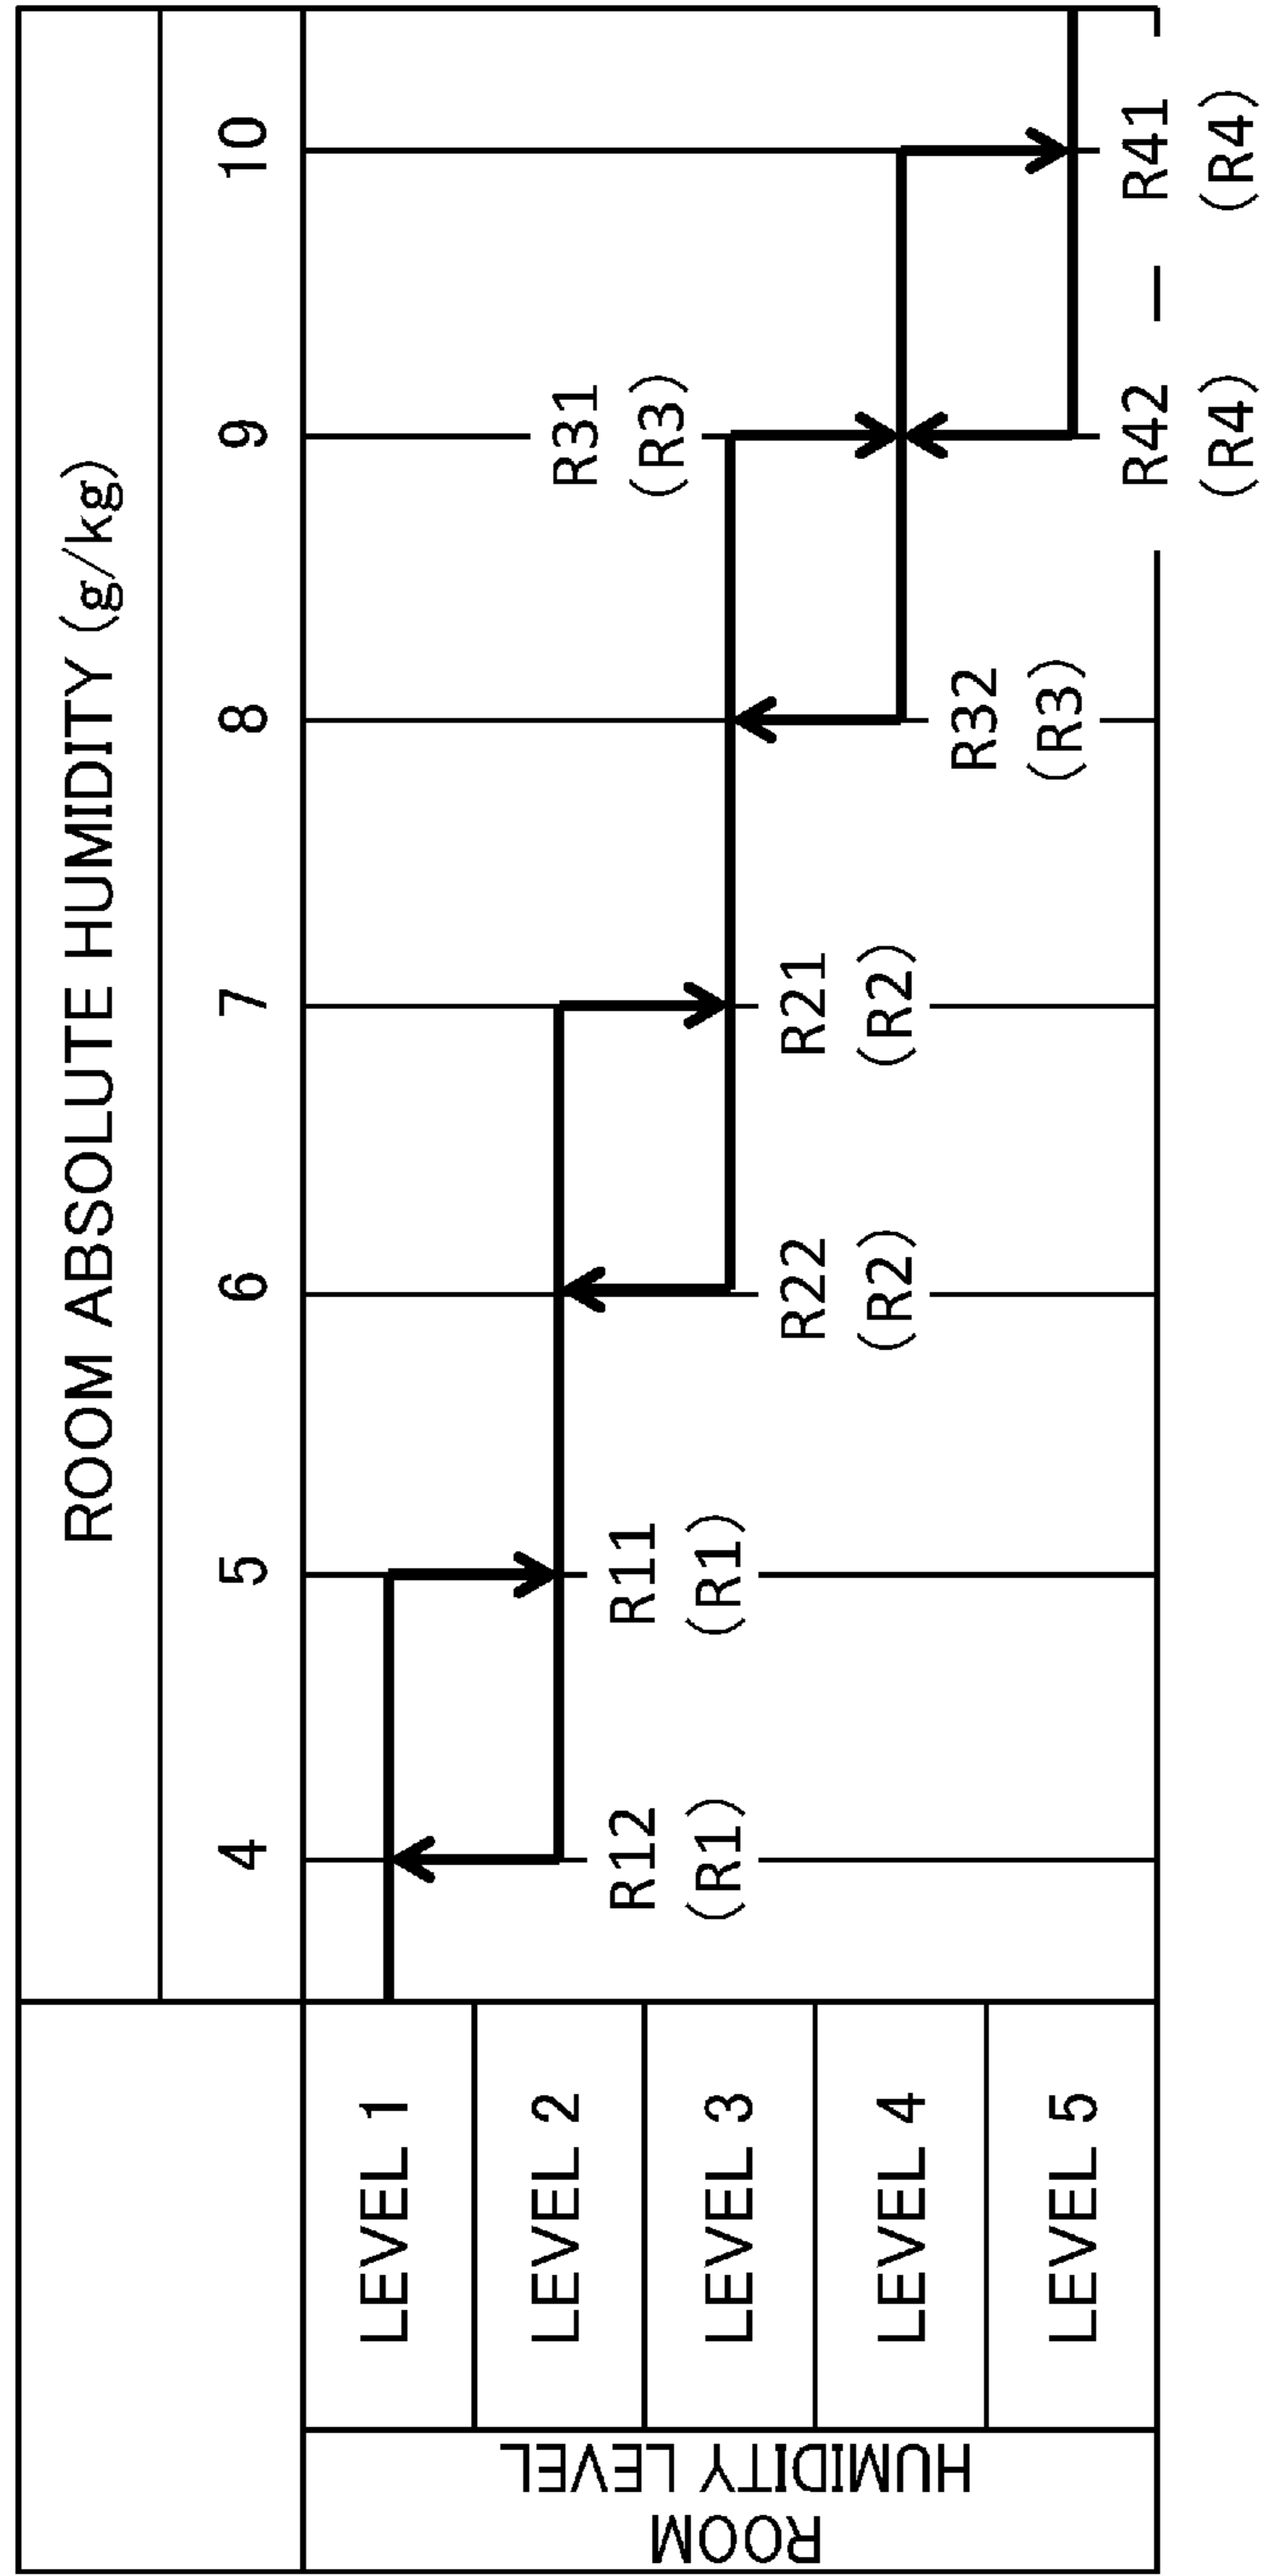 ROOM ABSOLUTE HUMIDITY (g/kg)
4 5 6 7 8 9 10
ROOM
HUMIDITY LEVEL
LEVEL 1
LEVEL 2
R12
(R1)
R11
(R1)
R31
(R3)
LEVEL 3
R22
(R2)
R21
(R2)
LEVEL 4
R32
(R3)
LEVEL 5
R42
(R4)
R41
(R4)